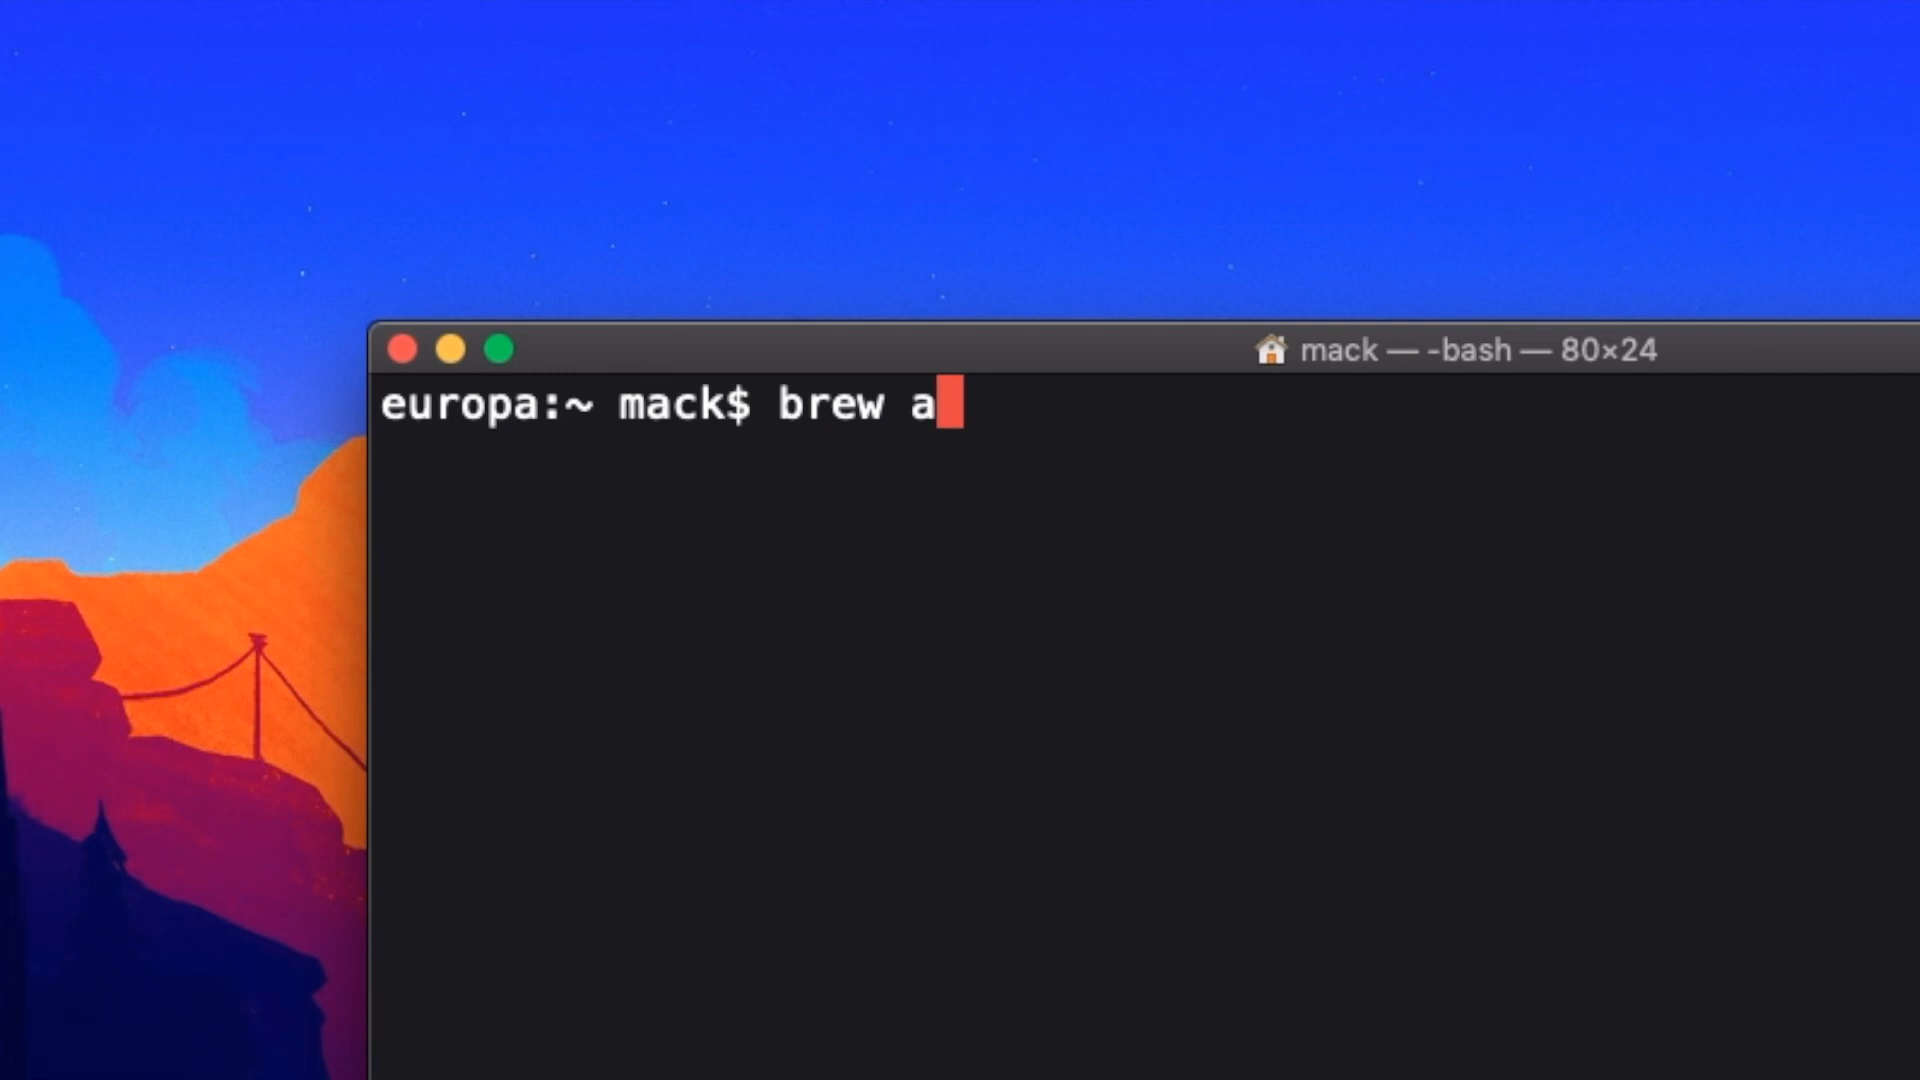 mack — -bash — 80×24
europa:~ mack$ brew a